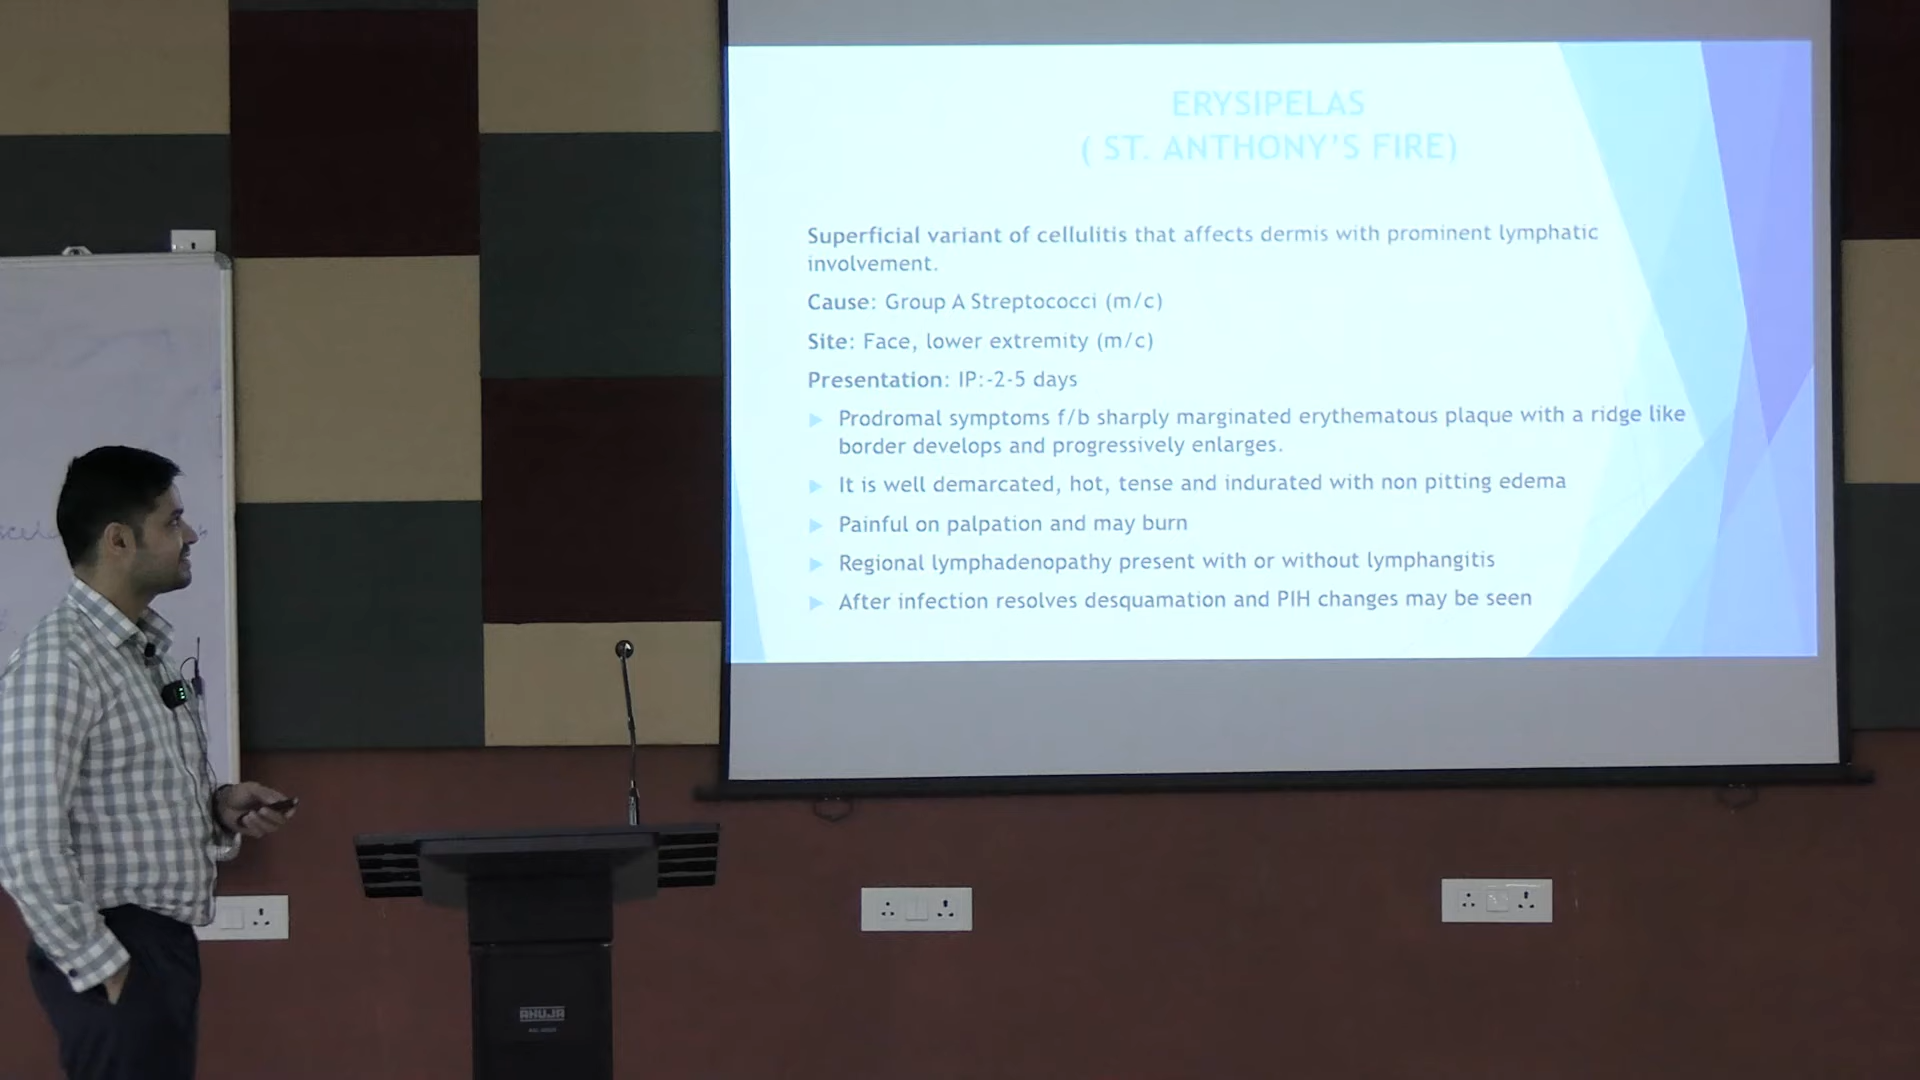 ERYSIPELAS
( ST. ANTHONY'S FIRE)
Superficial variant of cellulitis that affects dermis with prominent lymphatic
involvement.
Cause: Group A Streptococci (m/c)
Site: Face, lower extremity (m/c)
Presentation: IP:-2-5 days
Prodromal symptoms f/b sharply marginated erythematous plaque with a ridge like
border develops and progressively enlarges.
It is well demarcated, hot, tense and indurated with non pitting edema
Painful on palpation and may burn
Regional lymphadenopathy present with or without lymphangitis
After infection resolves desquamation and PIH changes may be seen
AHUJA